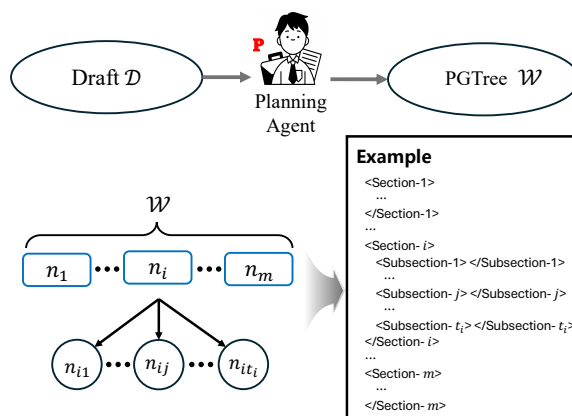 Draft 𝒟
P
Planning
Agent
PGTree 𝒲
𝒲
n₁ ••• nᵢ ••• nₘ
nᵢ₁ ••• nᵢⱼ ••• nᵢₜᵢ
Example
<Section-1>
...
</Section-1>
...
<Section- i>
<Subsection-1> </Subsection-1>
...
<Subsection- j> </Subsection- j>
...
<Subsection- tᵢ> </Subsection- tᵢ>
</Section- i>
...
<Section- m>
...
</Section- m>